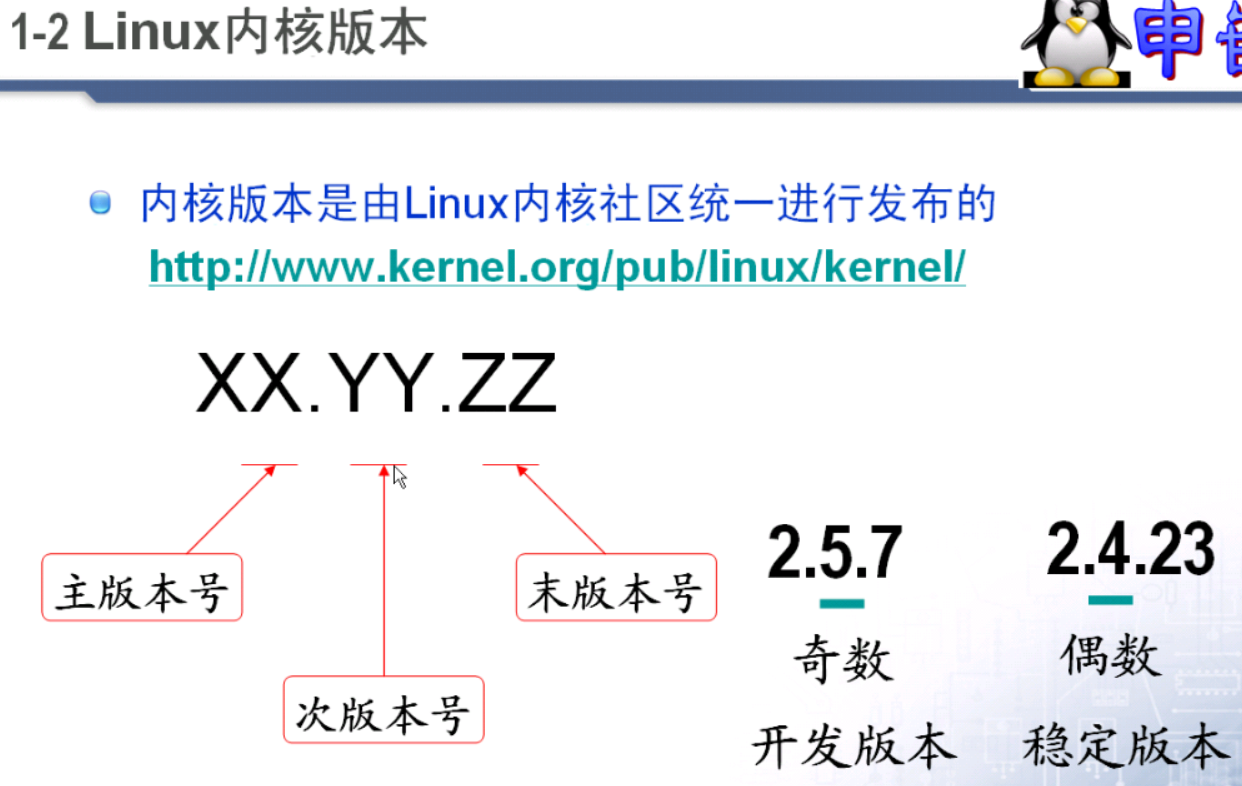 1-2 Linux内核版本
申
内核版本是由Linux内核社区统一进行发布的
http://www.kernel.org/pub/linux/kernel/
XX.YY.ZZ
主版本号
次版本号
末版本号
2.5.7
奇数
开发版本
2.4.23
偶数
稳定版本